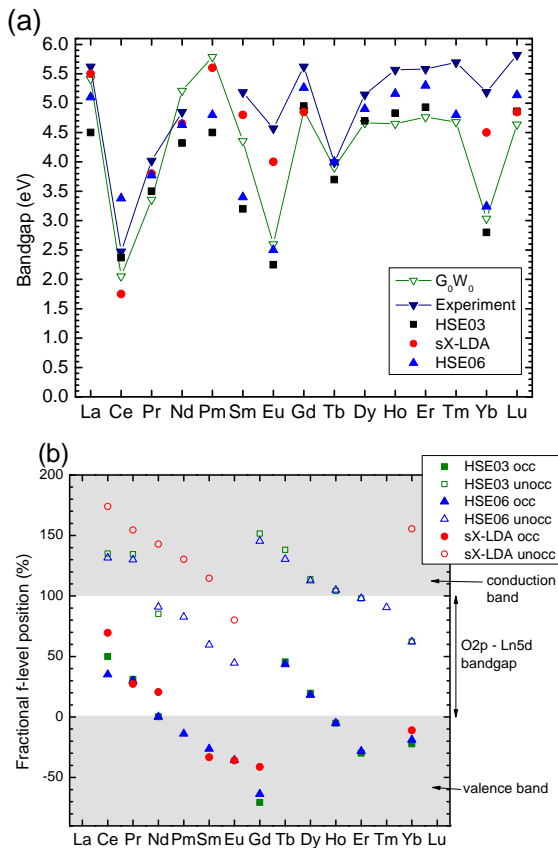 (a)
6.0
5.5
5.0
4.5
4.0
3.5
3.0
2.5
2.0
1.5
1.0
0.5
0.0
Bandgap (eV)
G₀W₀
Experiment
HSE03
sX-LDA
HSE06
La Ce Pr Nd Pm Sm Eu Gd Tb Dy Ho Er Tm Yb Lu
(b)
200
150
100
50
0
-50
Fractional f-level position (%)
HSE03 occ
HSE03 unocc
HSE06 occ
HSE06 unocc
sX-LDA occ
sX-LDA unocc
conduction
band
O2p - Ln5d
bandgap
valence band
La Ce Pr Nd Pm Sm Eu Gd Tb Dy Ho Er Tm Yb Lu